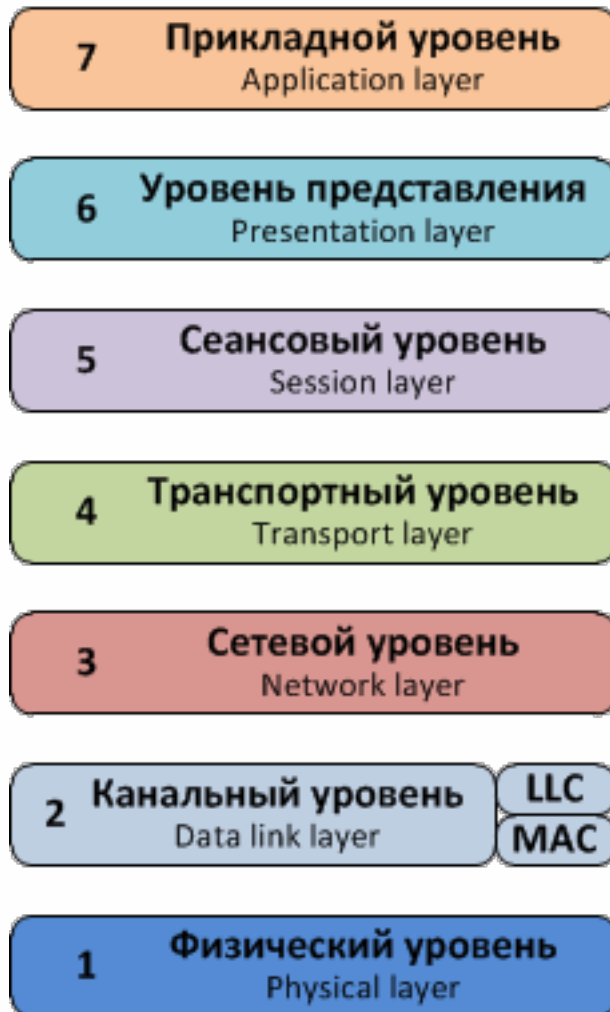 7
Прикладной уровень
Application layer
6
Уровень представления
Presentation layer
5
Сеансовый уровень
Session layer
4
Транспортный уровень
Transport layer
3
Сетевой уровень
Network layer
2
Канальный уровень
Data link layer
LLC
MAC
1
Физический уровень
Physical layer